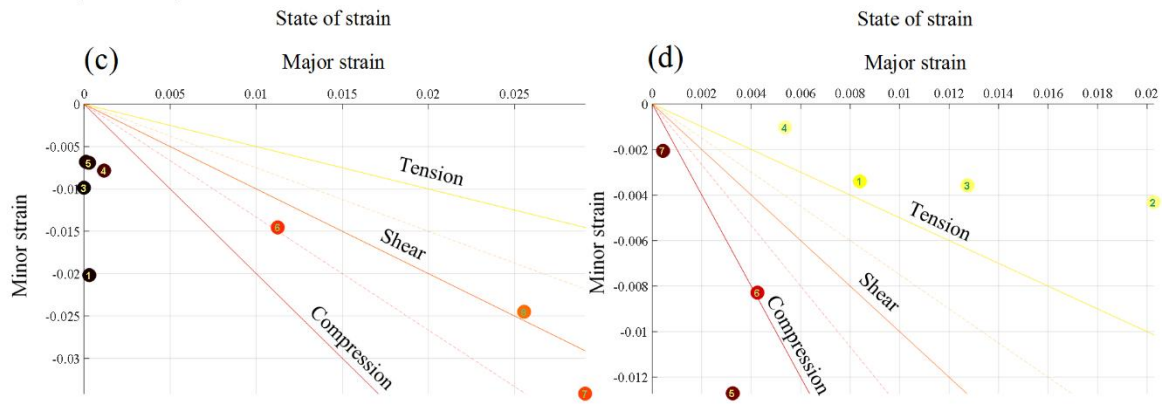 State of strain
(c)
Major strain
0 0.005 0.01 0.015 0.02 0.025
0
-0.005
-0.01
-0.015
-0.02
-0.025
-0.03
Minor strain
Tension
Shear
Compression
5
4
3
1
6
7
State of strain
(d)
Major strain
0 0.002 0.004 0.006 0.008 0.01 0.012 0.014 0.016 0.018 0.02
0
-0.002
-0.004
-0.006
-0.008
-0.01
-0.012
Minor strain
Tension
Shear
Compression
4
7
1
3
2
6
5